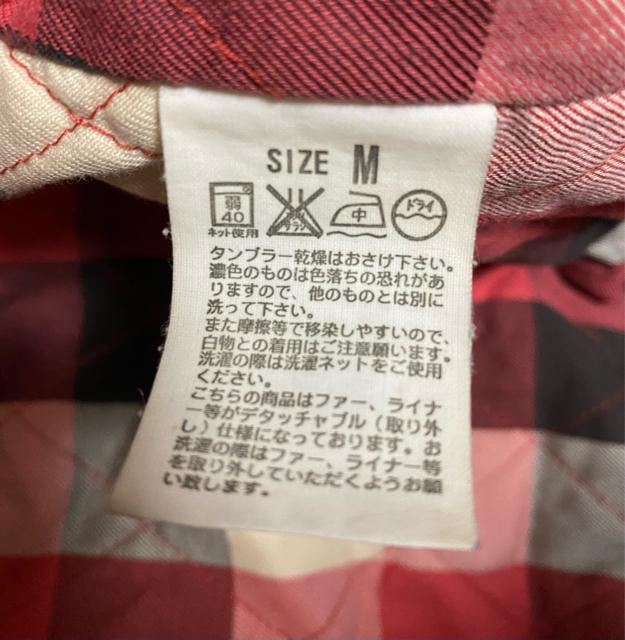 SIZE M
弱 中 ドライ
40
ネット使用
タンブラー乾燥はおさけ下さい。
濃色のものは色落ちの恐れがあ
りますので、他のものとは別に
洗って下さい。
また摩擦等で移染しやすいので、
白物との着用はご注意願います。
洗濯の際は洗濯ネットをご使用
ください。
こちらの商品はファー、ライナ
ー等がデタッチャブル（取り外
し）仕様になっております。お
洗濯の際はファー、ライナー等
を取り外していただくようお願
い致します。